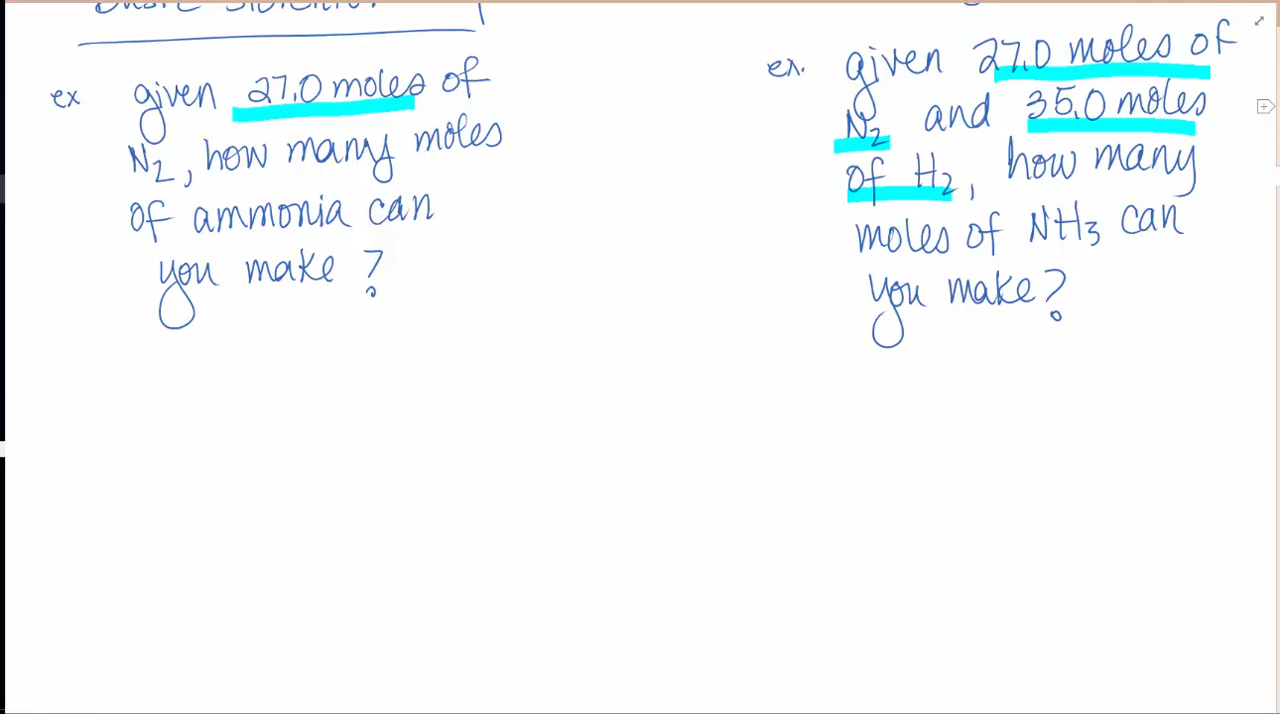 ex given 27.0 moles of
N2, how many moles
of ammonia can
you make?
ex. given 27.0 moles of
N2 and 35.0 moles
of H2, how many
moles of NH3 can
you make?